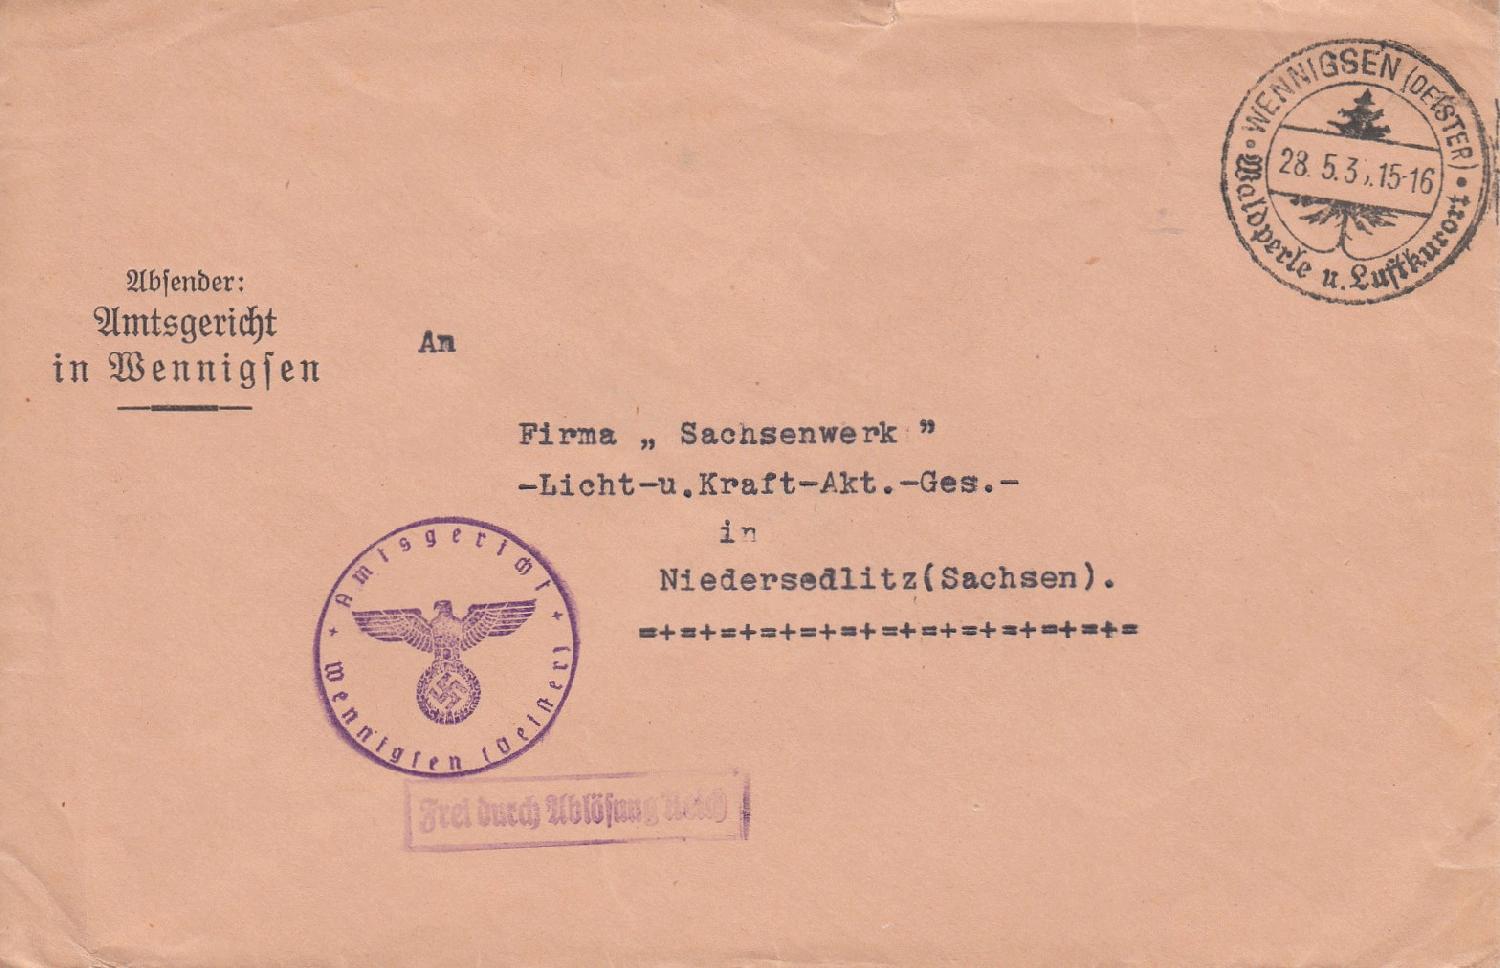 WENNIGSEN (DEISTER)
28.5.3 .15-16
Waldperle u. Luftkurort
Absender:
Amtsgericht
in Wennigsen
An
Firma „ Sachsenwerk ”
-Licht-u.Kraft-Akt.-Ges.-
in
Niedersedlitz(Sachsen).
=+=+=+=+=+=+=+=+=+=+=+=+=
Amtsgericht
Wennigsen (Deister)
Frei durch Ablösung Reich